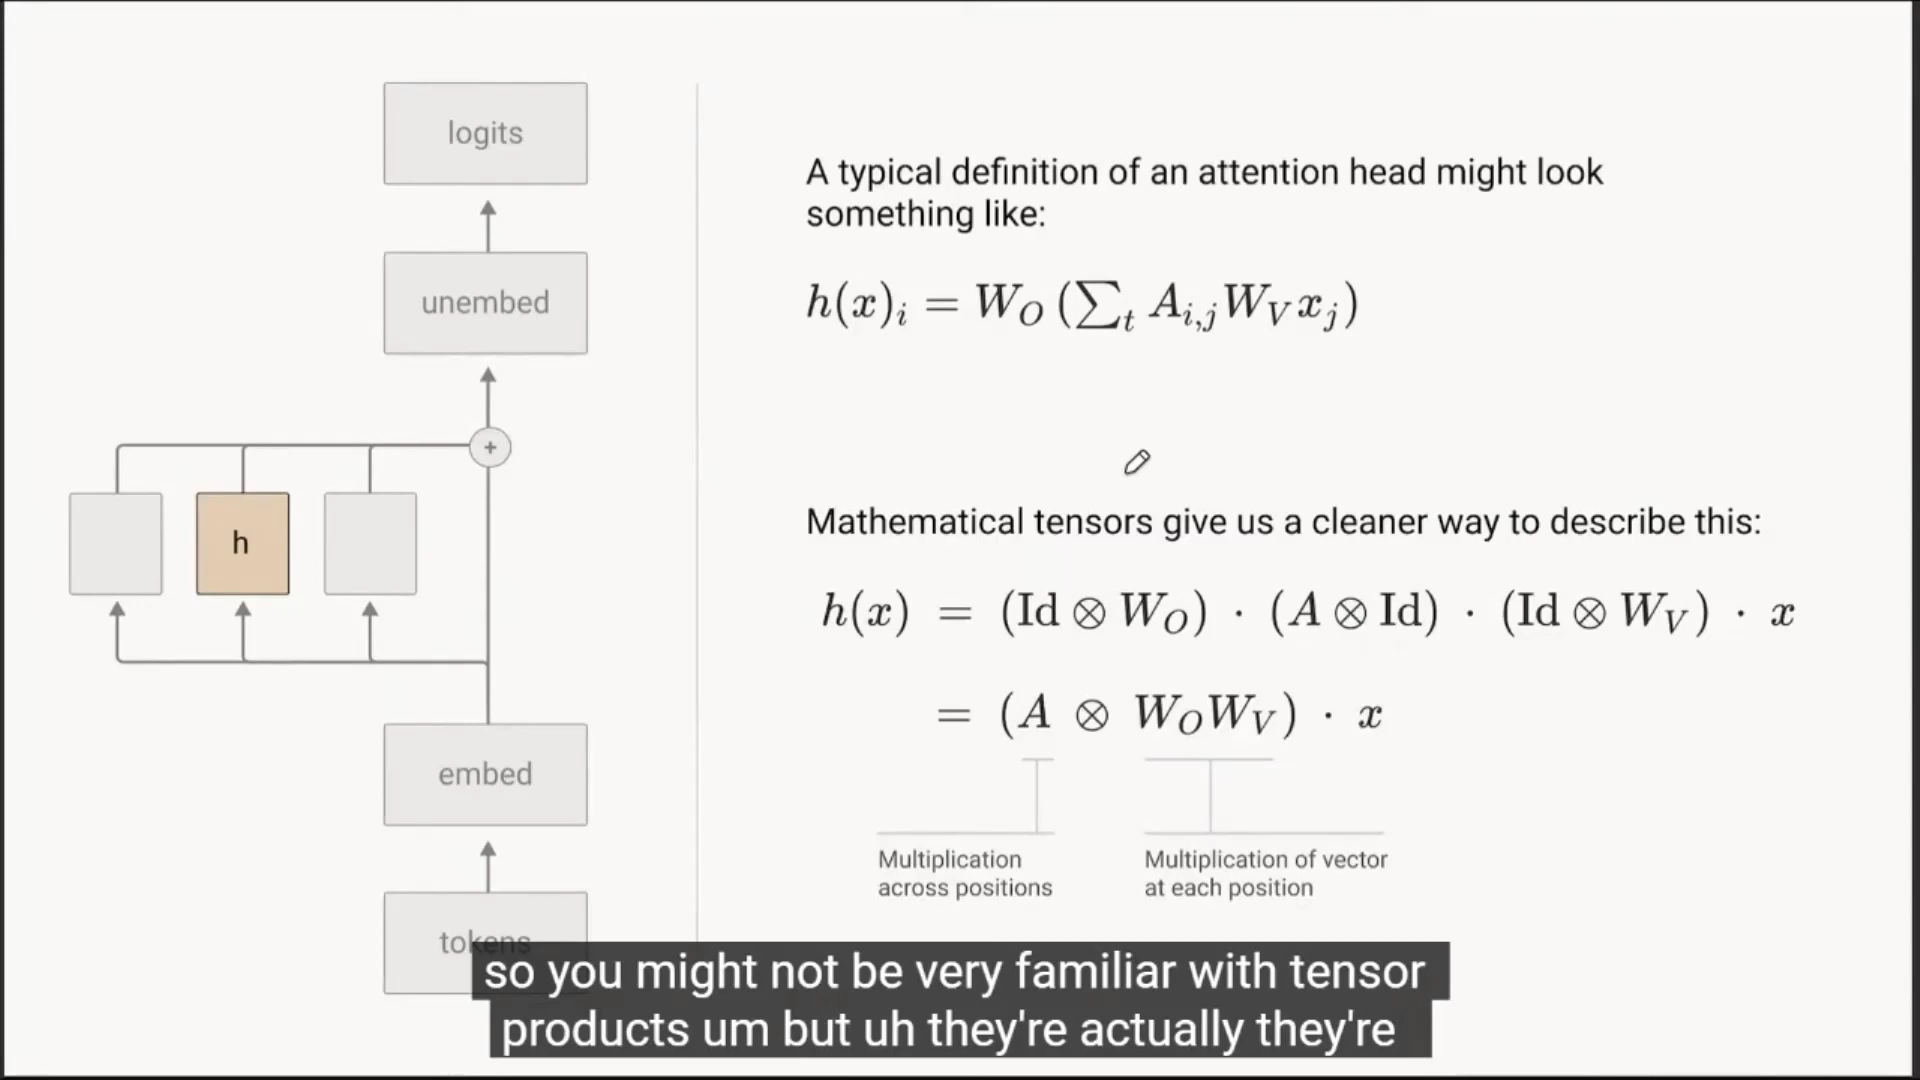 logits
unembed
+
h
embed
tokens
A typical definition of an attention head might look
something like:
h(x)_i = W_O (∑_t A_{i,j} W_V x_j)
Mathematical tensors give us a cleaner way to describe this:
h(x) = (Id ⊗ W_O) · (A ⊗ Id) · (Id ⊗ W_V) · x
= (A ⊗ W_O W_V) · x
Multiplication
across positions
Multiplication of vector
at each position
so you might not be very familiar with tensor
products um but uh they're actually they're